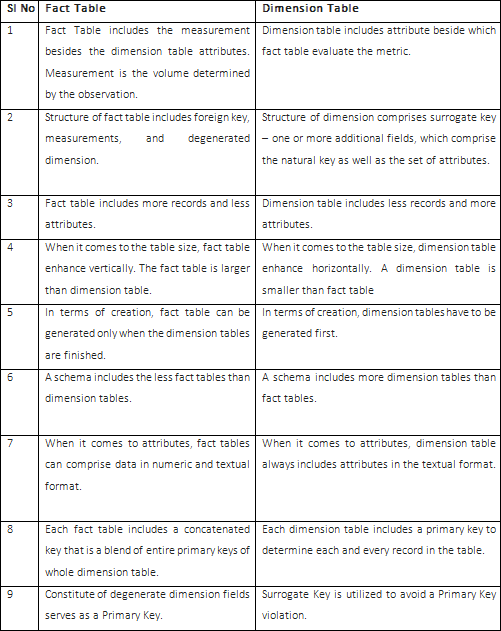 Sl No Fact Table Dimension Table
1 Fact Table includes the measurement Dimension table includes attribute beside which
besides the dimension table attributes. fact table evaluate the metric.
Measurement is the volume determined
by the observation.
2 Structure of fact table includes foreign key, Structure of dimension comprises surrogate key
measurements, and degenerated – one or more additional fields, which comprise
dimension. the natural key as well as the set of attributes.
3 Fact table includes more records and less Dimension table includes less records and more
attributes. attributes.
4 When it comes to the table size, fact table When it comes to the table size, dimension table
enhance vertically. The fact table is larger enhance horizontally. A dimension table is
than dimension table. smaller than fact table
5 In terms of creation, fact table can be In terms of creation, dimension tables have to be
generated only when the dimension tables generated first.
are finished.
6 A schema includes the less fact tables than A schema includes more dimension tables than
dimension tables. fact tables.
7 When it comes to attributes, fact tables When it comes to attributes, dimension table
can comprise data in numeric and textual always includes attributes in the textual format.
format.
8 Each fact table includes a concatenated Each dimension table includes a primary key to
key that is a blend of entire primary keys of determine each and every record in the table.
whole dimension table.
9 Constitute of degenerate dimension fields Surrogate Key is utilized to avoid a Primary Key
serves as a Primary Key. violation.